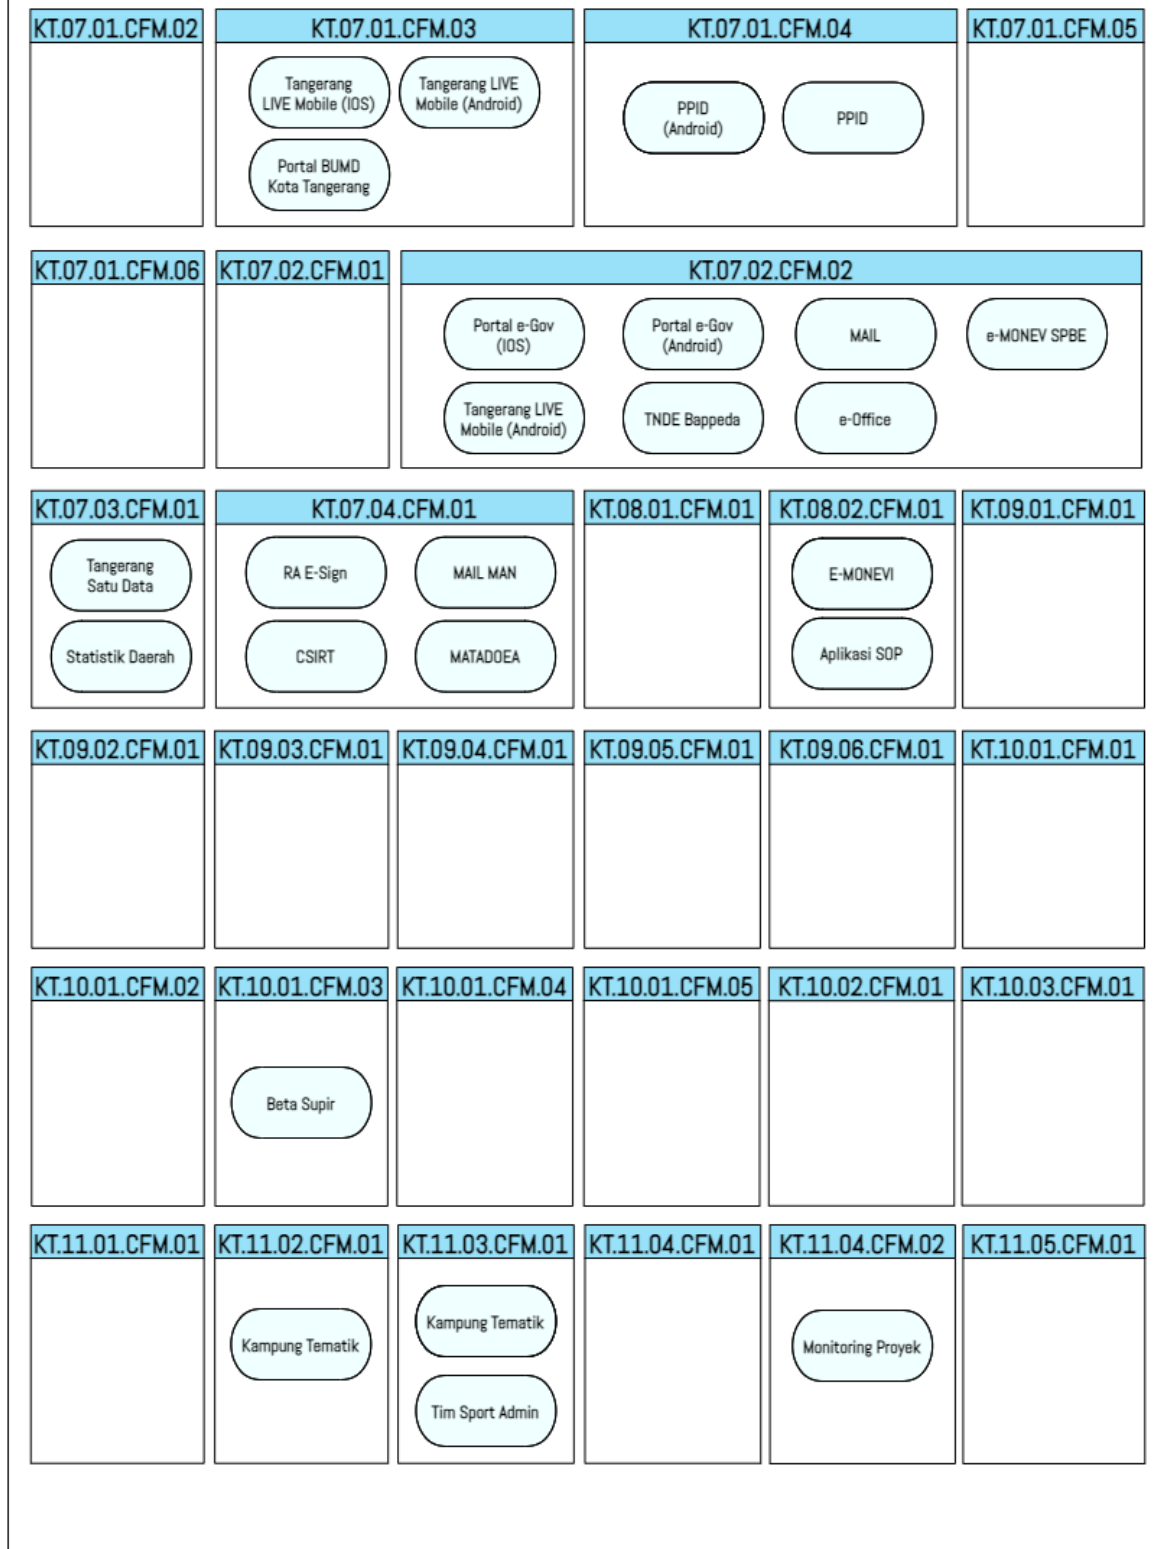 KT.07.01.CFM.02
KT.07.01.CFM.03
KT.07.01.CFM.04
KT.07.01.CFM.05
Tangerang
LIVE Mobile (IOS)
Tangerang LIVE
Mobile (Android)
Portal BUMD
Kota Tangerang
PPID
(Android)
PPID
KT.07.01.CFM.06
KT.07.02.CFM.01
KT.07.02.CFM.02
Portal e-Gov
(IOS)
Portal e-Gov
(Android)
MAIL
e-MONEV SPBE
Tangerang LIVE
Mobile (Android)
TNDE Bappeda
e-Office
KT.07.03.CFM.01
KT.07.04.CFM.01
KT.08.01.CFM.01
KT.08.02.CFM.01
KT.09.01.CFM.01
Tangerang
Satu Data
Statistik Daerah
RA E-Sign
MAIL MAN
CSIRT
MATADOEA
E-MONEVI
Aplikasi SOP
KT.09.02.CFM.01
KT.09.03.CFM.01
KT.09.04.CFM.01
KT.09.05.CFM.01
KT.09.06.CFM.01
KT.10.01.CFM.01
KT.10.01.CFM.02
KT.10.01.CFM.03
KT.10.01.CFM.04
KT.10.01.CFM.05
KT.10.02.CFM.01
KT.10.03.CFM.01
Beta Supir
KT.11.01.CFM.01
KT.11.02.CFM.01
KT.11.03.CFM.01
KT.11.04.CFM.01
KT.11.04.CFM.02
KT.11.05.CFM.01
Kampung Tematik
Kampung Tematik
Tim Sport Admin
Monitoring Proyek